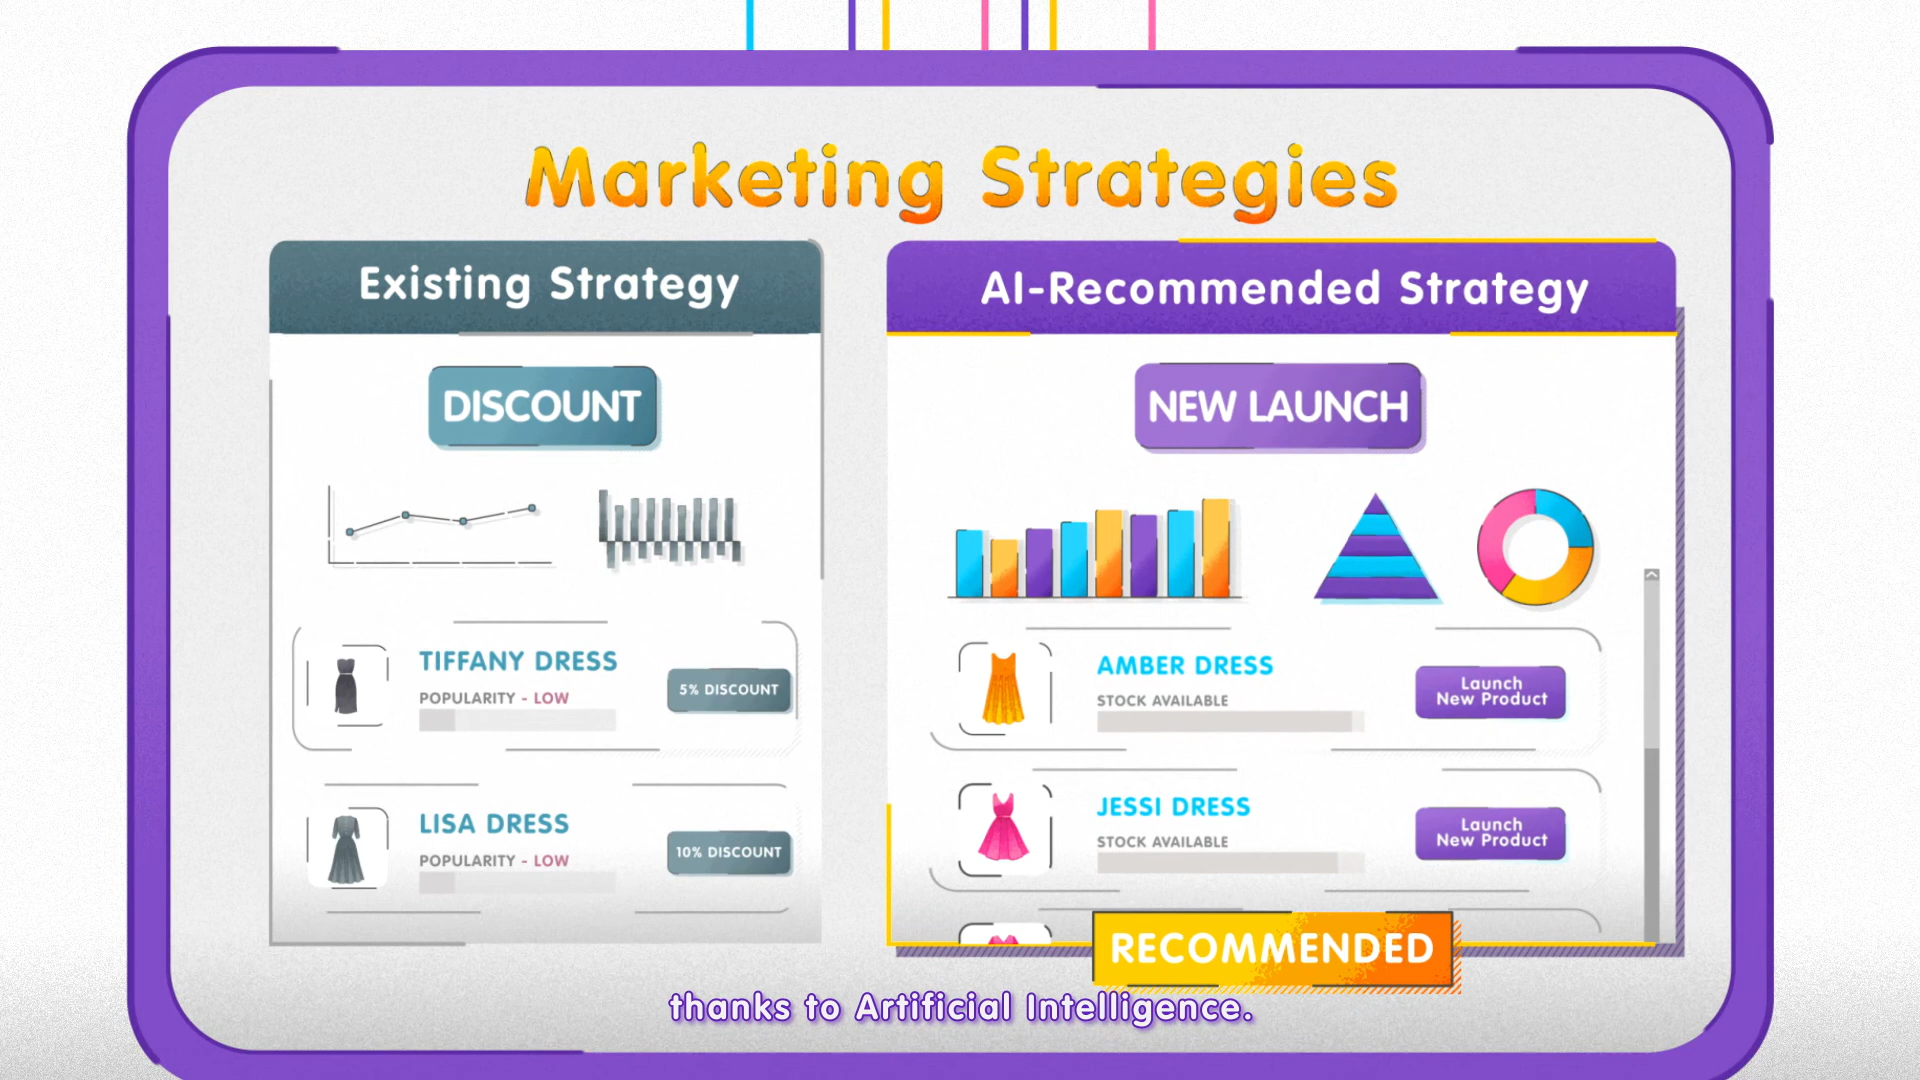 Marketing Strategies
Existing Strategy
DISCOUNT
TIFFANY DRESS
POPULARITY - LOW
5% DISCOUNT
LISA DRESS
POPULARITY - LOW
10% DISCOUNT
AI-Recommended Strategy
NEW LAUNCH
AMBER DRESS
STOCK AVAILABLE
Launch
New Product
JESSI DRESS
STOCK AVAILABLE
Launch
New Product
RECOMMENDED
thanks to Artificial Intelligence.